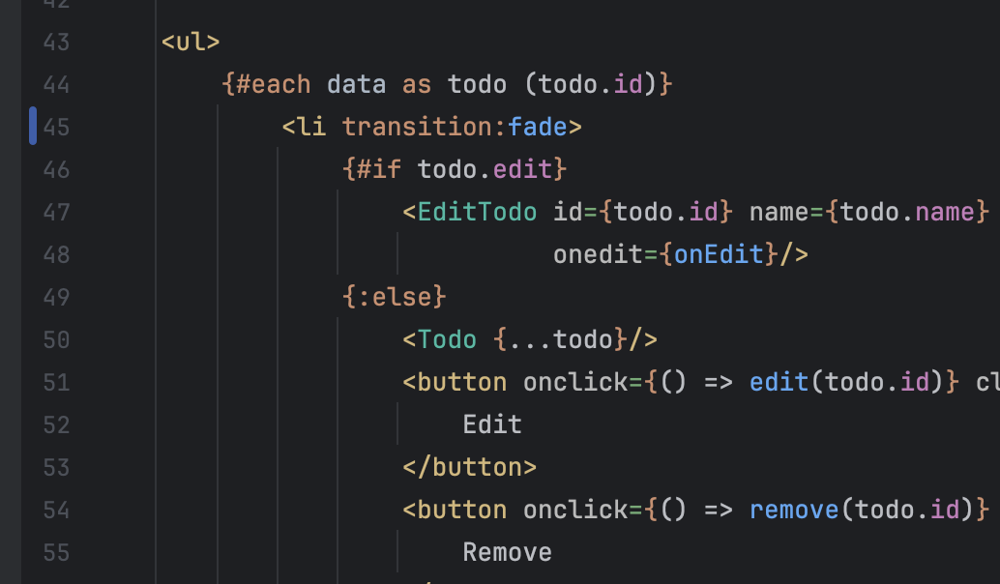 42
43 <ul>
44 {#each data as todo (todo.id)}
45 <li transition:fade>
46 {#if todo.edit}
47 <EditTodo id={todo.id} name={todo.name}
48 onedit={onEdit}/>
49 {:else}
50 <Todo {...todo}/>
51 <button onclick={() => edit(todo.id)} cl
52 Edit
53 </button>
54 <button onclick={() => remove(todo.id)}
55 Remove